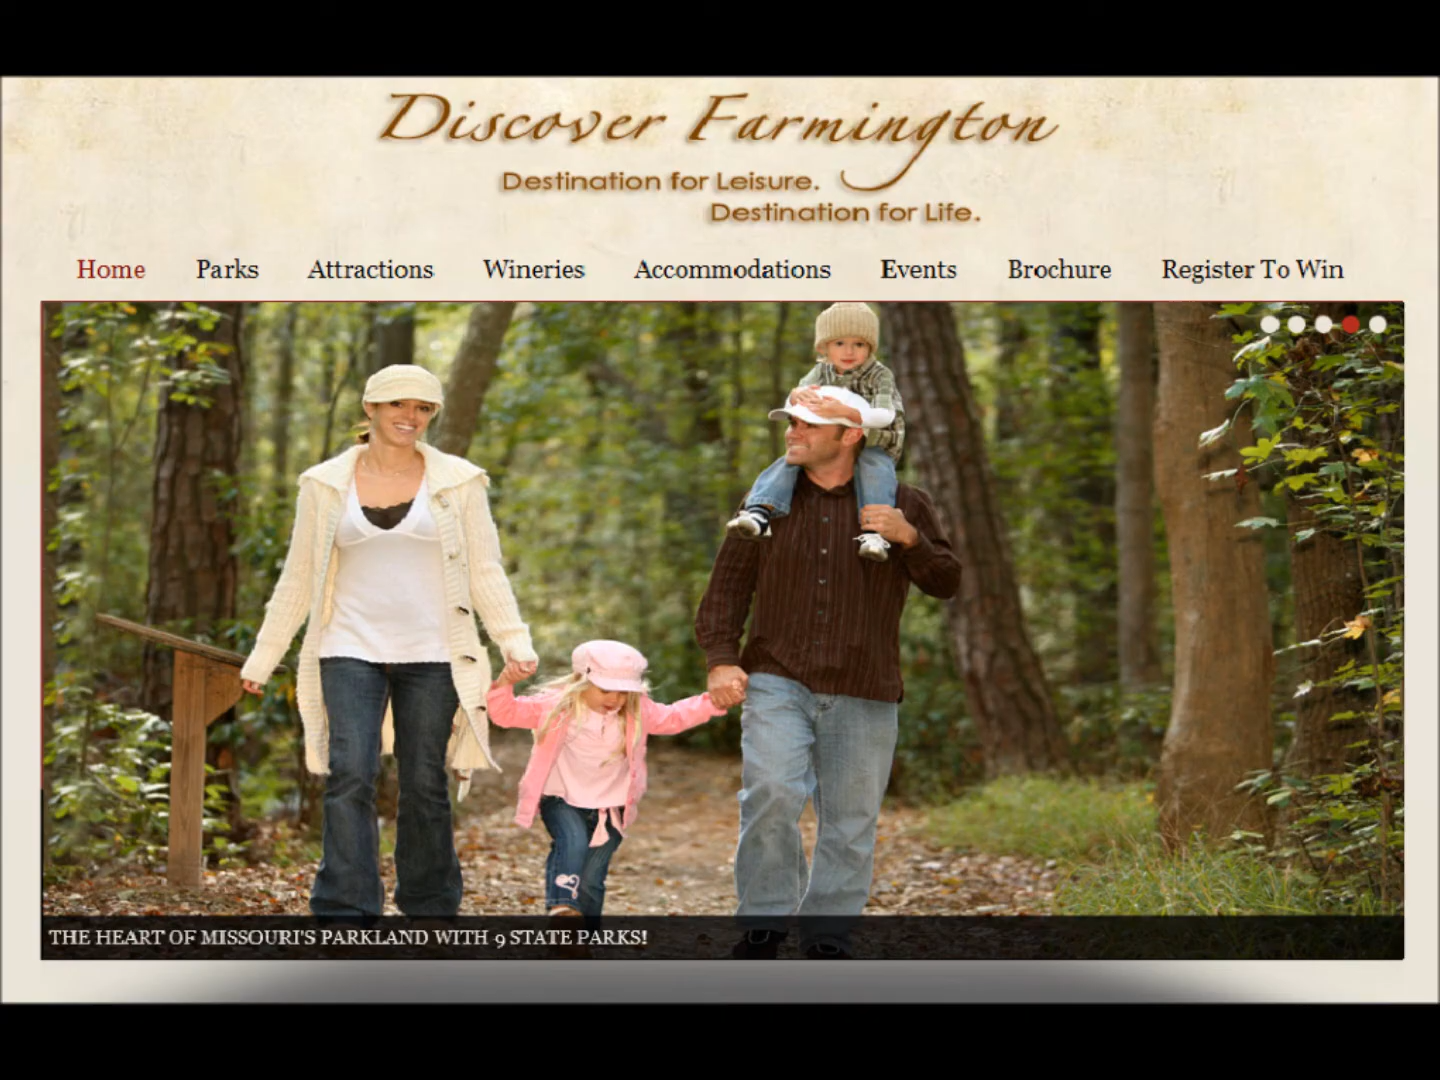 Discover Farmington
Destination for Leisure.
Destination for Life.
Home Parks Attractions Wineries Accommodations Events Brochure Register To Win
THE HEART OF MISSOURI'S PARKLAND WITH 9 STATE PARKS!